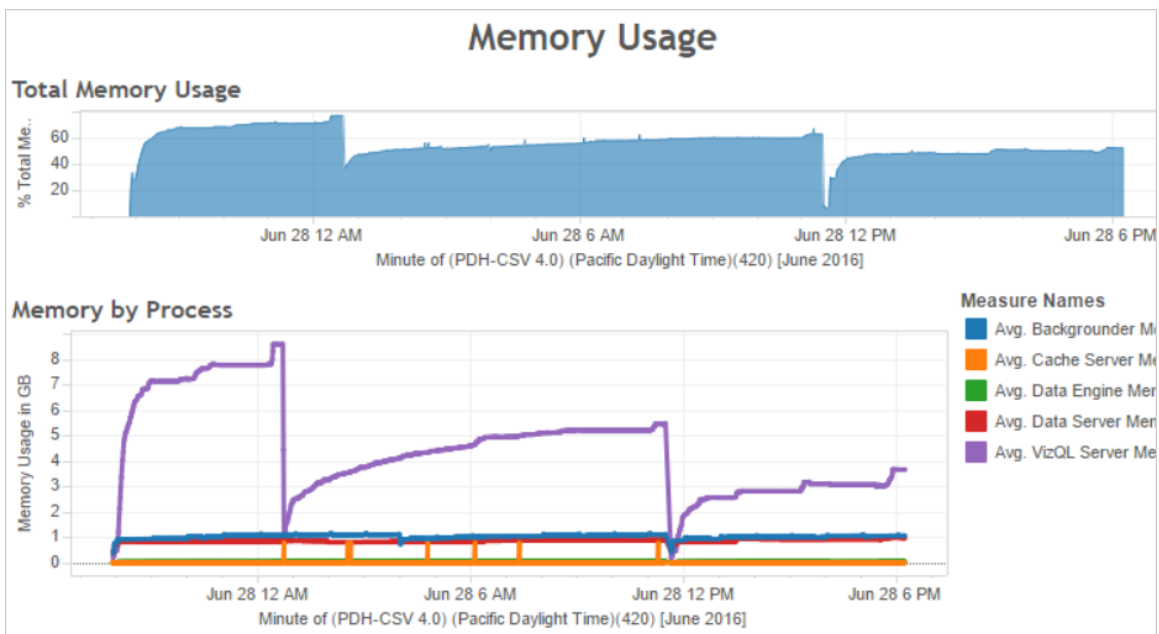 Memory Usage
Total Memory Usage
% Total Me..
60
40
20
Jun 28 12 AM
Jun 28 6 AM
Jun 28 12 PM
Jun 28 6 PM
Minute of (PDH-CSV 4.0) (Pacific Daylight Time)(420) [June 2016]
Memory by Process
Memory Usage in GB
8
7
6
5
4
3
2
1
0
Jun 28 12 AM
Jun 28 6 AM
Jun 28 12 PM
Jun 28 6 PM
Minute of (PDH-CSV 4.0) (Pacific Daylight Time)(420) [June 2016]
Measure Names
Avg. Backgrounder M
Avg. Cache Server Me
Avg. Data Engine Mem
Avg. Data Server Mem
Avg. VizQL Server Me